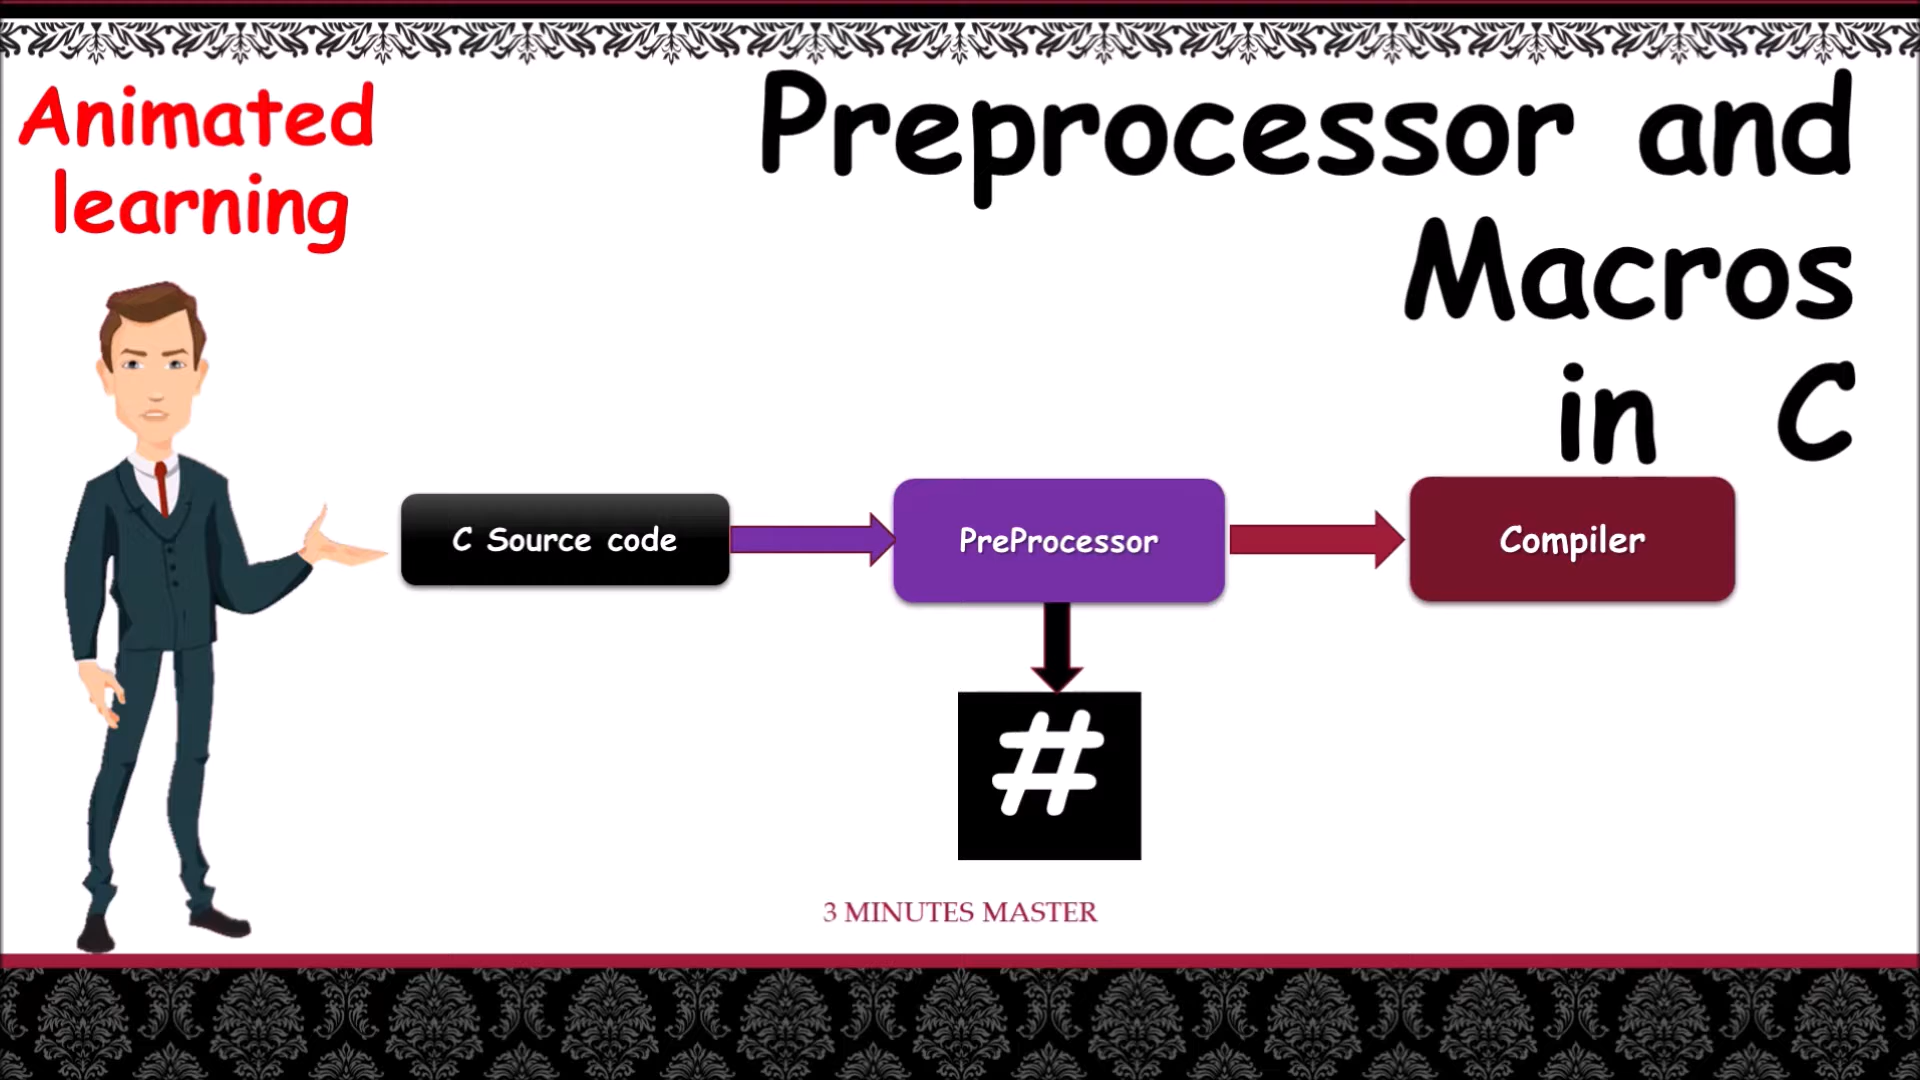 Animated
learning
Preprocessor and
Macros
in C
C Source code
PreProcessor
Compiler
#
3 MINUTES MASTER